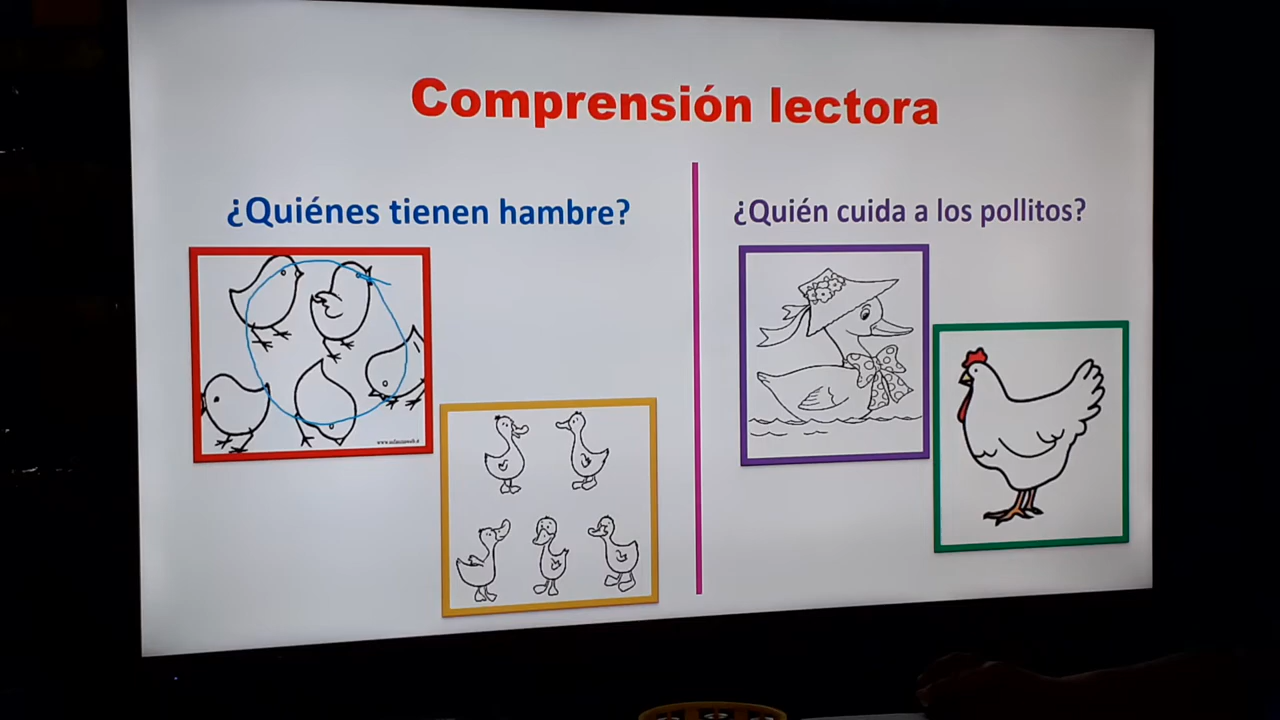 Comprensión lectora
¿Quiénes tienen hambre?
¿Quién cuida a los pollitos?